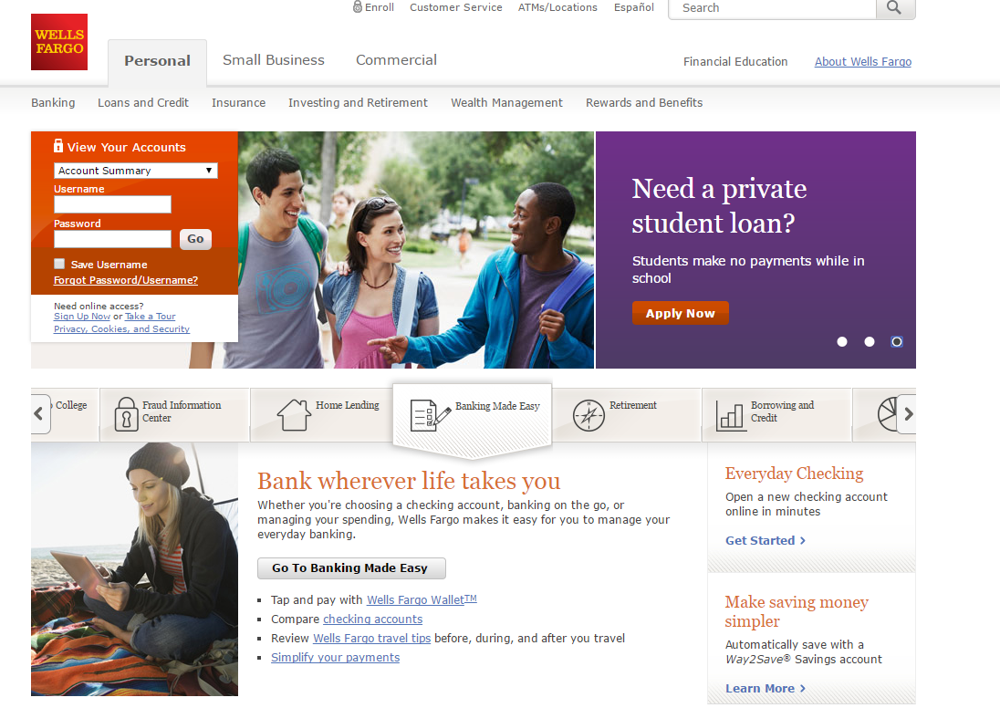 Enroll Customer Service ATMs/Locations Español Search
WELLS
FARGO
Personal Small Business Commercial
Financial Education About Wells Fargo
Banking Loans and Credit Insurance Investing and Retirement Wealth Management Rewards and Benefits
View Your Accounts
Account Summary
Username
Password
Go
Save Username
Forgot Password/Username?
Need online access?
Sign Up Now or Take a Tour
Privacy, Cookies, and Security
Need a private
student loan?
Students make no payments while in
school
Apply Now
College
Fraud Information
Center
Home Lending
Banking Made Easy
Retirement
Borrowing and
Credit
Bank wherever life takes you
Whether you're choosing a checking account, banking on the go, or
managing your spending, Wells Fargo makes it easy for you to manage your
everyday banking.
Go To Banking Made Easy
Tap and pay with Wells Fargo Wallet™
Compare checking accounts
Review Wells Fargo travel tips before, during, and after you travel
Simplify your payments
Everyday Checking
Open a new checking account
online in minutes
Get Started
Make saving money
simpler
Automatically save with a
Way2Save® Savings account
Learn More